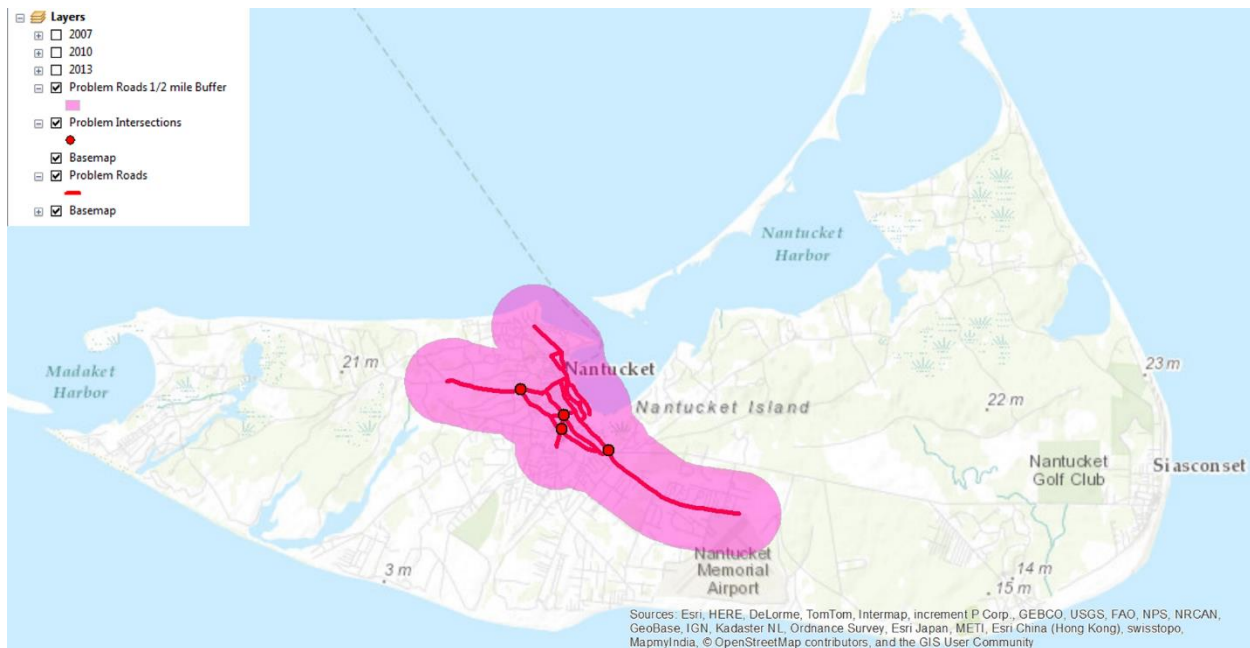 Layers
2007
2010
2013
Problem Roads 1/2 mile Buffer
Problem Intersections
Basemap
Problem Roads
Basemap
Nantucket
Harbor
Madaket
Harbor
21 m
Nantucket
23 m
22 m
Nantucket Island
Nantucket
Golf Club
Siasconset
Nantucket
Memorial
Airport
3 m
14 m
15 m
Sources: Esri, HERE, DeLorme, TomTom, Intermap, increment P Corp., GEBCO, USGS, FAO, NPS, NRCAN,
GeoBase, IGN, Kadaster NL, Ordnance Survey, Esri Japan, METI, Esri China (Hong Kong), swisstopo,
MapmyIndia, © OpenStreetMap contributors, and the GIS User Community